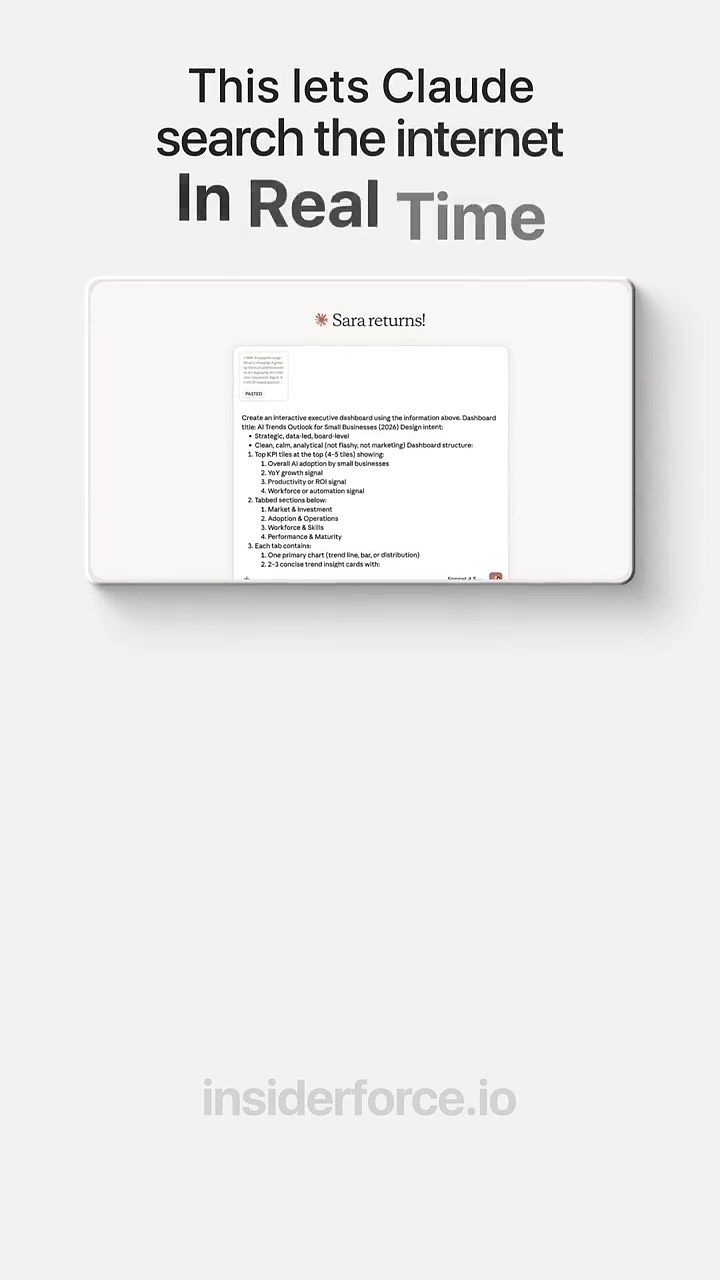 This lets Claude
search the internet
In Real Time
Sara returns!
PASTED
Create an interactive executive dashboard using the information above. Dashboard
title: AI Trends Outlook for Small Businesses (2026) Design intent:
• Strategic, data-led, board-level
• Clean, calm, analytical (not flashy, not marketing) Dashboard structure:
1. Top KPI tiles at the top (4-5 tiles) showing:
1. Overall AI adoption by small businesses
2. YoY growth signal
3. Productivity or ROI signal
4. Workforce or automation signal
2. Tabbed sections below:
1. Market & Investment
2. Adoption & Operations
3. Workforce & Skills
4. Performance & Maturity
3. Each tab contains:
1. One primary chart (trend line, bar, or distribution)
2. 2-3 concise trend insight cards with:
insiderforce.io